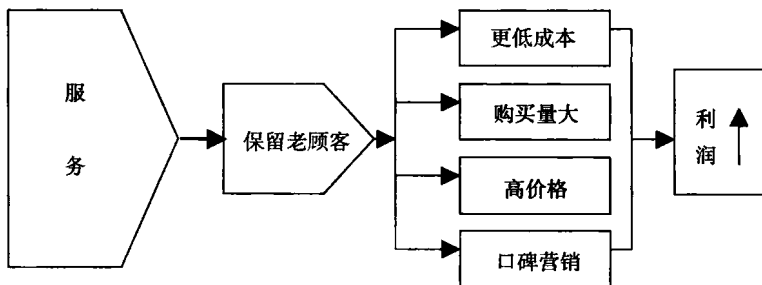 服务
保留老顾客
更低成本
购买量大
高价格
口碑营销
利润